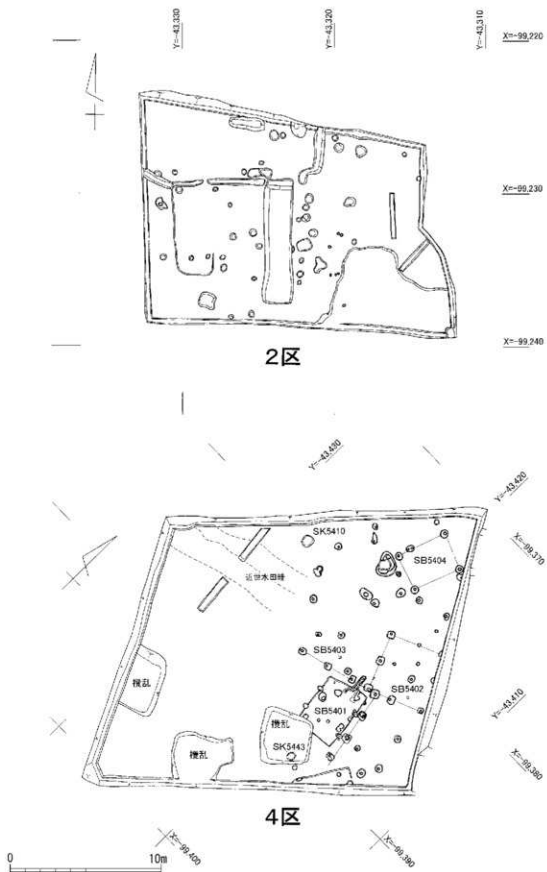 Y=-43,330
Y=-43,320
Y=-43,310
X=-99,220
X=-99,230
X=-99,240
2区
Y=-43,430
Y=-43,420
X=-99,370
SK5410
SB5404
近世水田畦
SB5403
SB5402
Y=-43,410
攪乱
SB5401
攪乱
攪乱
SK5443
X=-99,380
4区
X=-99,400
X=-99,390
0
10m